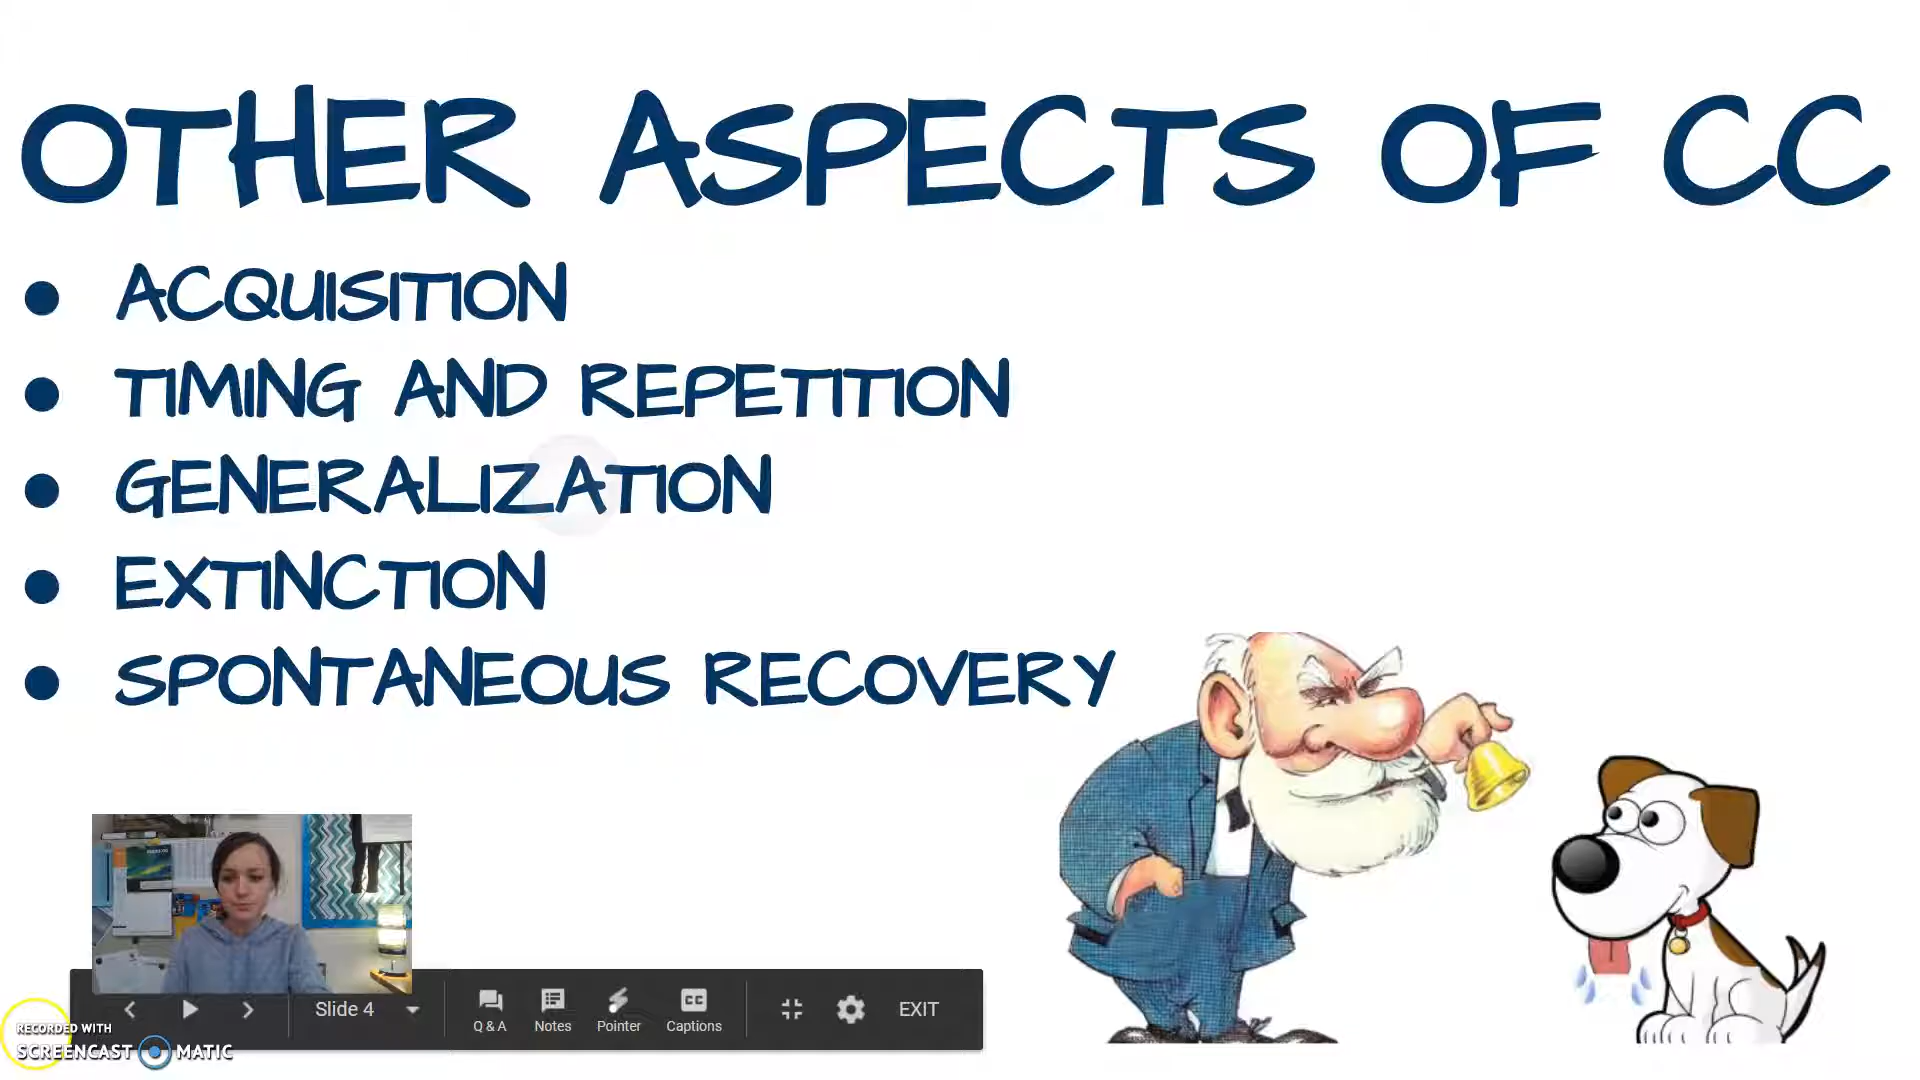 OTHER ASPECTS OF CC
● ACQUISITION
● TIMING AND REPETITION
● GENERALIZATION
● EXTINCTION
● SPONTANEOUS RECOVERY
Slide 4
Q & A
Notes
Pointer
CC
Captions
EXIT
RECORDED WITH
SCREENCAST MATIC